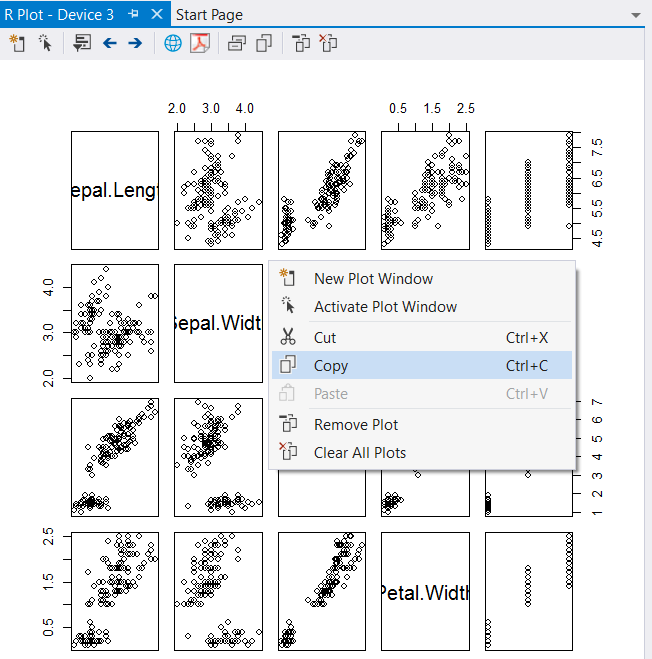 R Plot - Device 3
Start Page
2.0 3.0 4.0
0.5 1.5 2.5
epal.Lengt
7.5
6.5
5.5
4.5
4.0
3.0
2.0
Sepal.Widt
New Plot Window
Activate Plot Window
Cut Ctrl+X
Copy Ctrl+C
Paste Ctrl+V
Remove Plot
Clear All Plots
7
6
5
4
3
2
1
2.5
1.5
0.5
Petal.Width